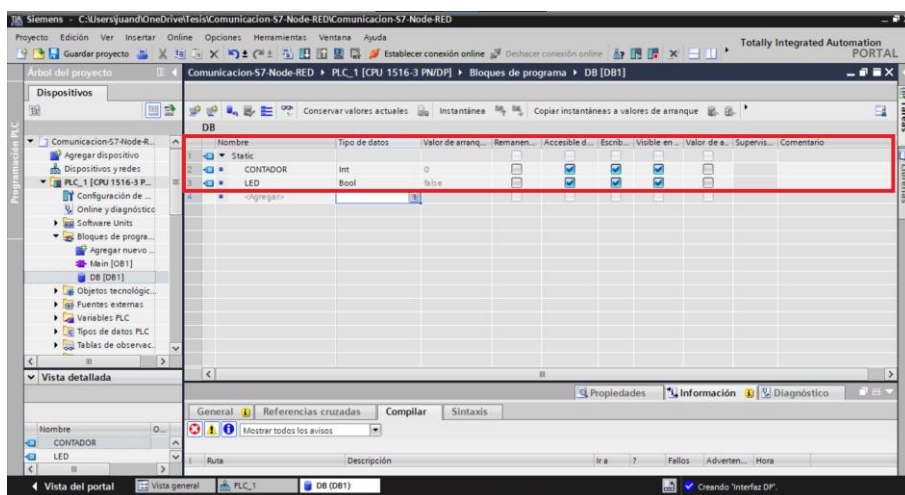 Siemens - C:\Users\juand\OneDrive\Tesis\Comunicacion-S7-Node-RED\Comunicacion-S7-Node-RED
Proyecto Edición Ver Insertar Online Opciones Herramientas Ventana Ayuda
Guardar proyecto Establecer conexión online Deshacer conexión online
Totally Integrated Automation
PORTAL
Árbol del proyecto
Comunicacion-S7-Node-RED PLC_1 [CPU 1516-3 PN/DP] Bloques de programa DB [DB1]
Dispositivos
Conservar valores actuales Instantánea Copiar instantáneas a valores de arranque
DB
Nombre Tipo de datos Valor de arranq... Remanen... Accesible d... Escrib... Visible en .. Valor de a.. Supervis... Comentario
1 Static
2 CONTADOR Int 0
3 LED Bool false
4 <Agregar>
Programación PLC
Comunicacion-S7-Node-R...
Agregar dispositivo
Dispositivos y redes
PLC_1 [CPU 1516-3 P...
Configuración de ...
Online y diagnóstico
Software Units
Bloques de progra...
Agregar nuevo ...
Main [OB1]
DB [DB1]
Objetos tecnológic...
Fuentes externas
Variables PLC
Tipos de datos PLC
Tablas de observac..
Vista detallada
Nombre O...
CONTADOR
LED
Propiedades Información Diagnóstico
General Referencias cruzadas Compilar Sintaxis
Mostrar todos los avisos
! Ruta Descripción Ir a ? Fallos Adverten... Hora
Vista del portal Vista general PLC_1 DB (DB1) Creando 'Interfaz DP'.